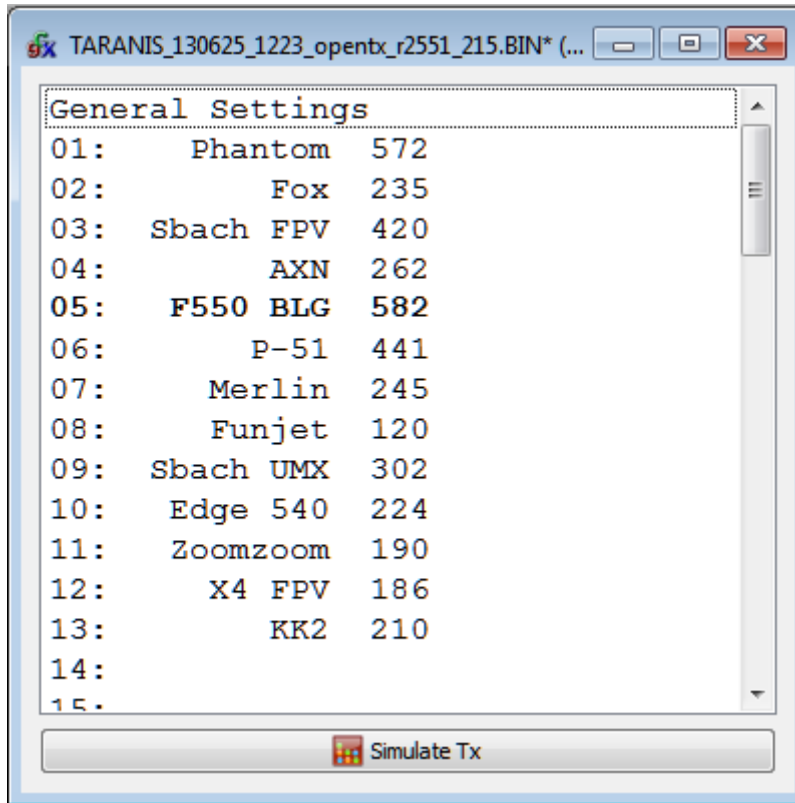 TARANIS_130625_1223_opentx_r2551_215.BIN* (...
General Settings
01: Phantom 572
02: Fox 235
03: Sbach FPV 420
04: AXN 262
05: F550 BLG 582
06: P-51 441
07: Merlin 245
08: Funjet 120
09: Sbach UMX 302
10: Edge 540 224
11: Zoomzoom 190
12: X4 FPV 186
13: KK2 210
14:
15:
Simulate Tx